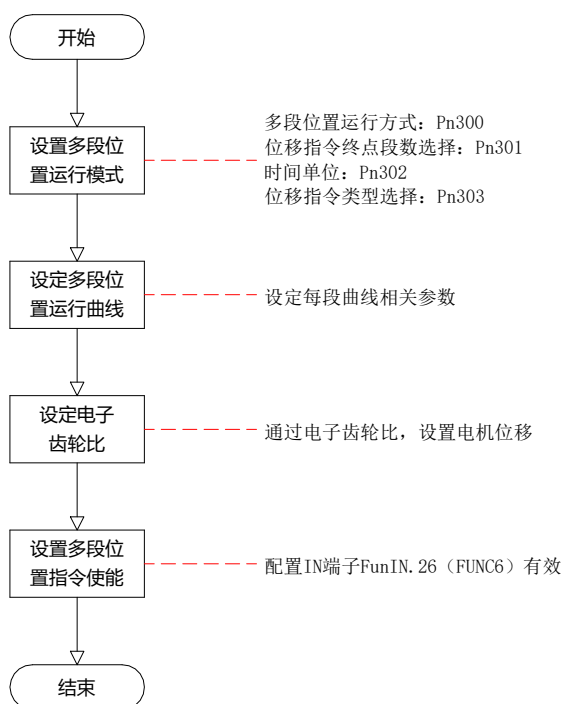 开始
设置多段位
置运行模式
多段位置运行方式：Pn300
位移指令终点段数选择：Pn301
时间单位：Pn302
位移指令类型选择：Pn303
设定多段位
置运行曲线
设定每段曲线相关参数
设定电子
齿轮比
通过电子齿轮比，设置电机位移
设置多段位
置指令使能
配置IN端子FunIN.26（FUNC6）有效
结束